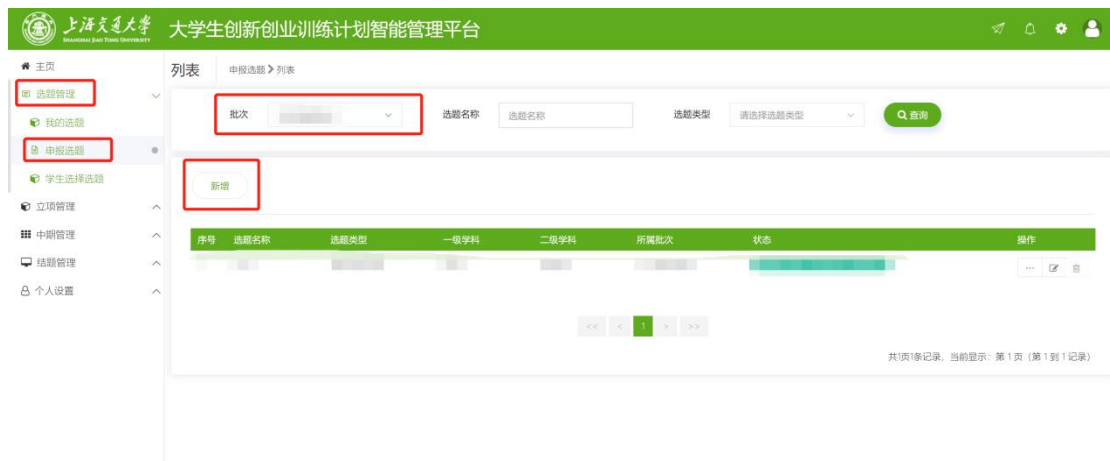 上海交通大学
SHANGHAI JIAO TONG UNIVERSITY
大学生创新创业训练计划智能管理平台
主页
选题管理
我的选题
申报选题
学生选择选题
立项管理
中期管理
结题管理
个人设置
列表 申报选题 > 列表
批次 选题名称 选题名称 选题类型 请选择选题类型 查询
新增
序号 选题名称 选题类型 一级学科 二级学科 所属批次 状态 操作
<< < 1 > >>
共1页1条记录，当前显示：第 1 页（第 1 到 1 记录）